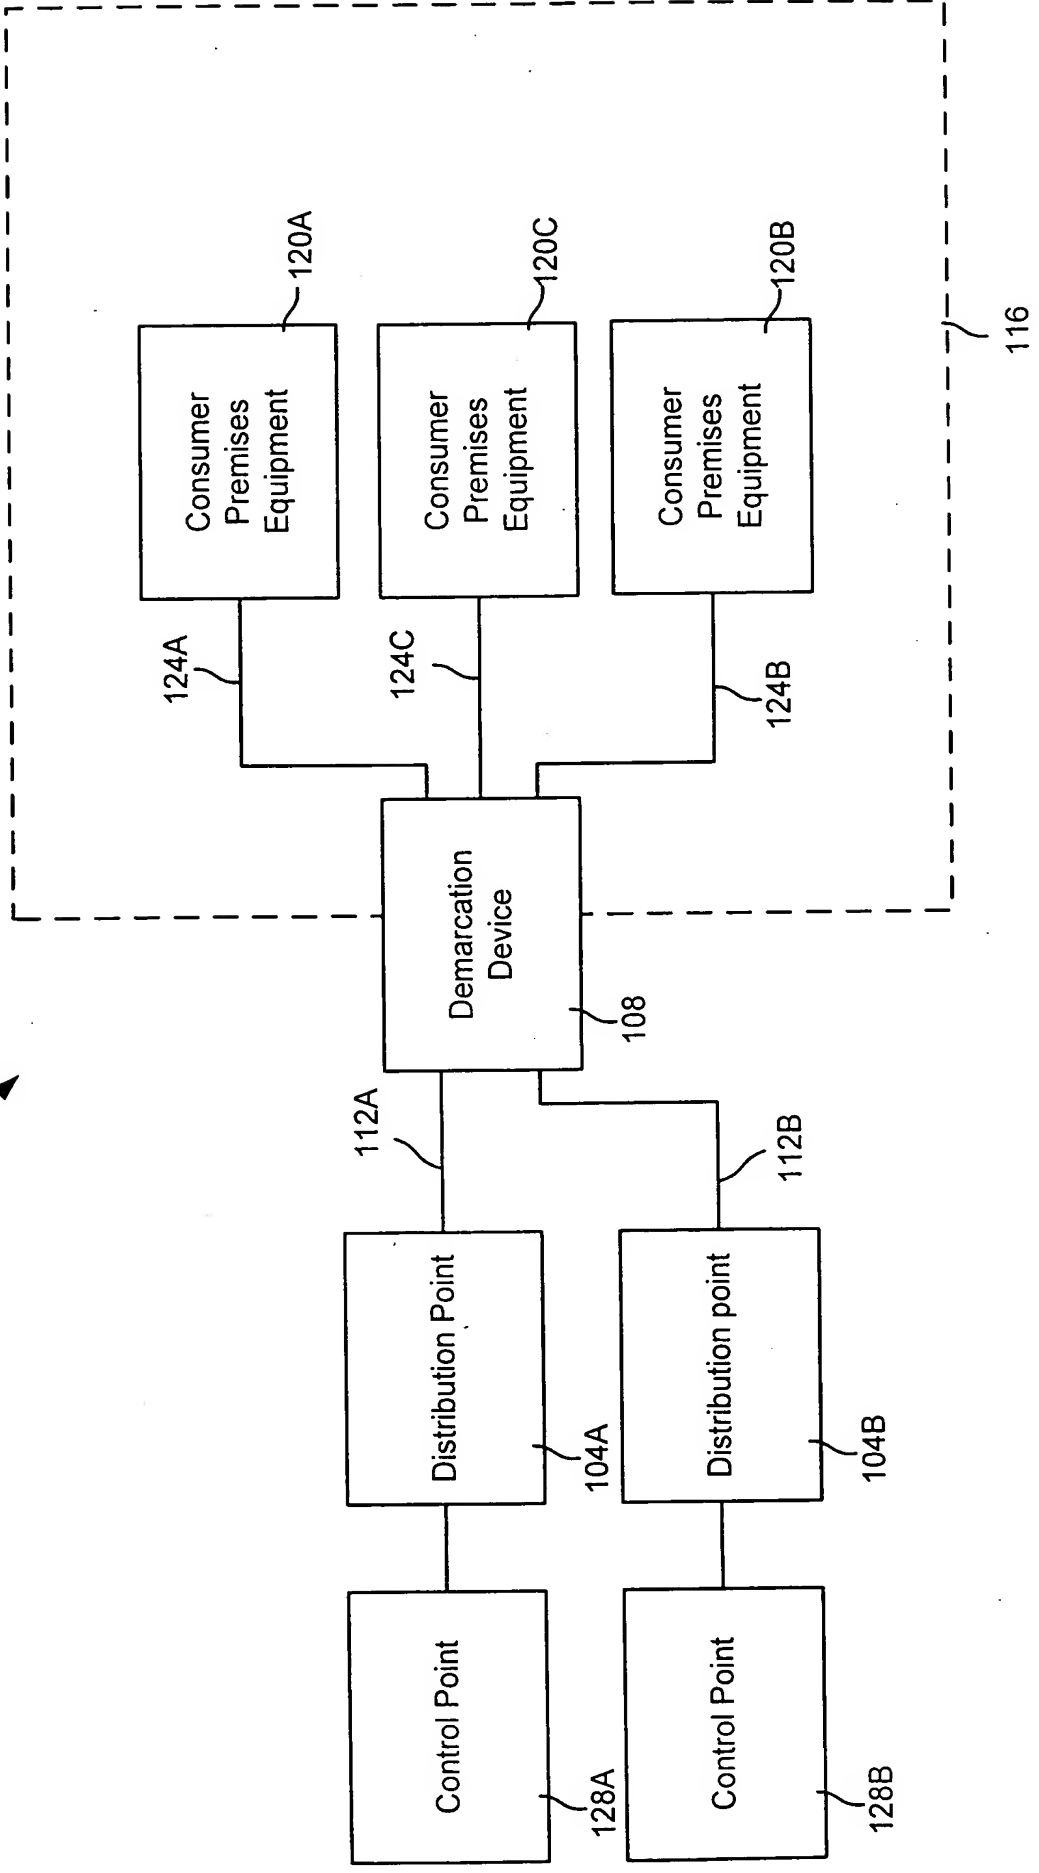 120A
120C
120B
116
Consumer
Premises
Equipment
Consumer
Premises
Equipment
Consumer
Premises
Equipment
124A
124C
124B
Demarcation
Device
108
112A
112B
Distribution Point
104A
Distribution point
104B
Control Point
128A
Control Point
128B